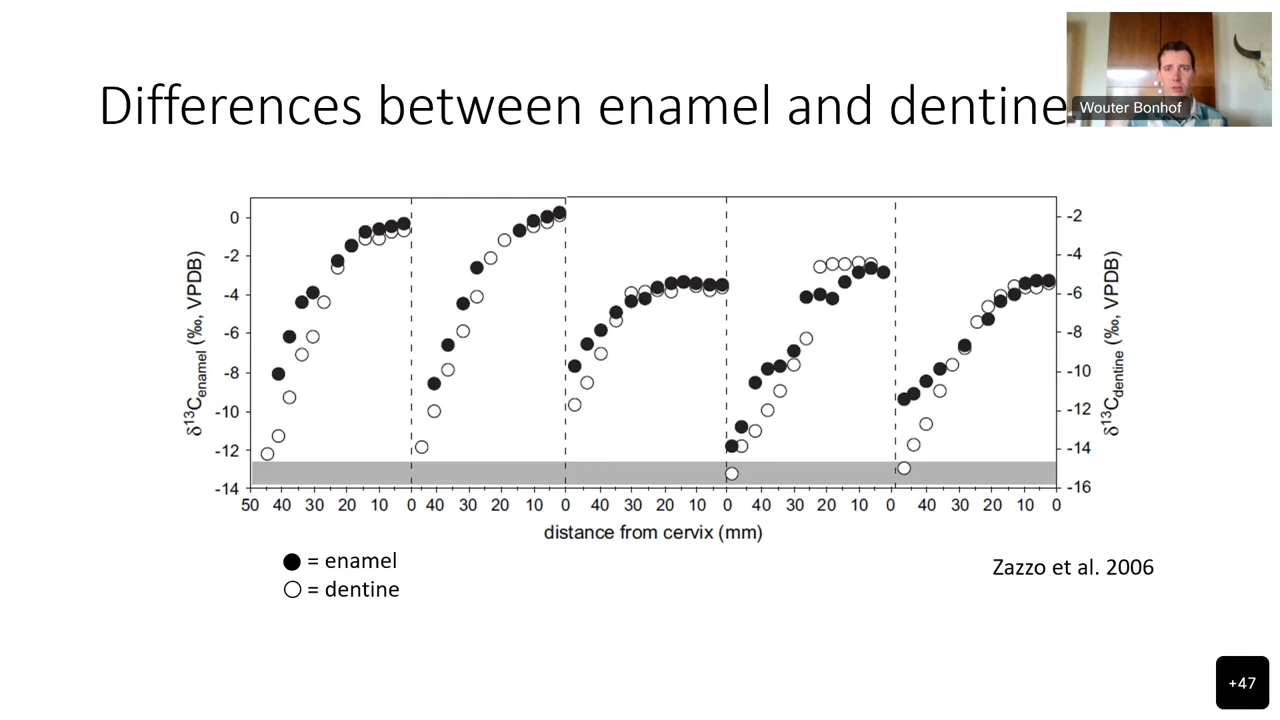 Differences between enamel and dentine.
Wouter Bonhof
0
-2
-4
-6
-8
-10
-12
-14
δ¹³Cenamel (‰, VPDB)
-2
-4
-6
-8
-10
-12
-14
-16
δ¹³Cdentine (‰, VPDB)
50 40 30 20 10 0 40 30 20 10 0 40 30 20 10 0 40 30 20 10 0 40 30 20 10 0
distance from cervix (mm)
= enamel
= dentine
Zazzo et al. 2006
+47